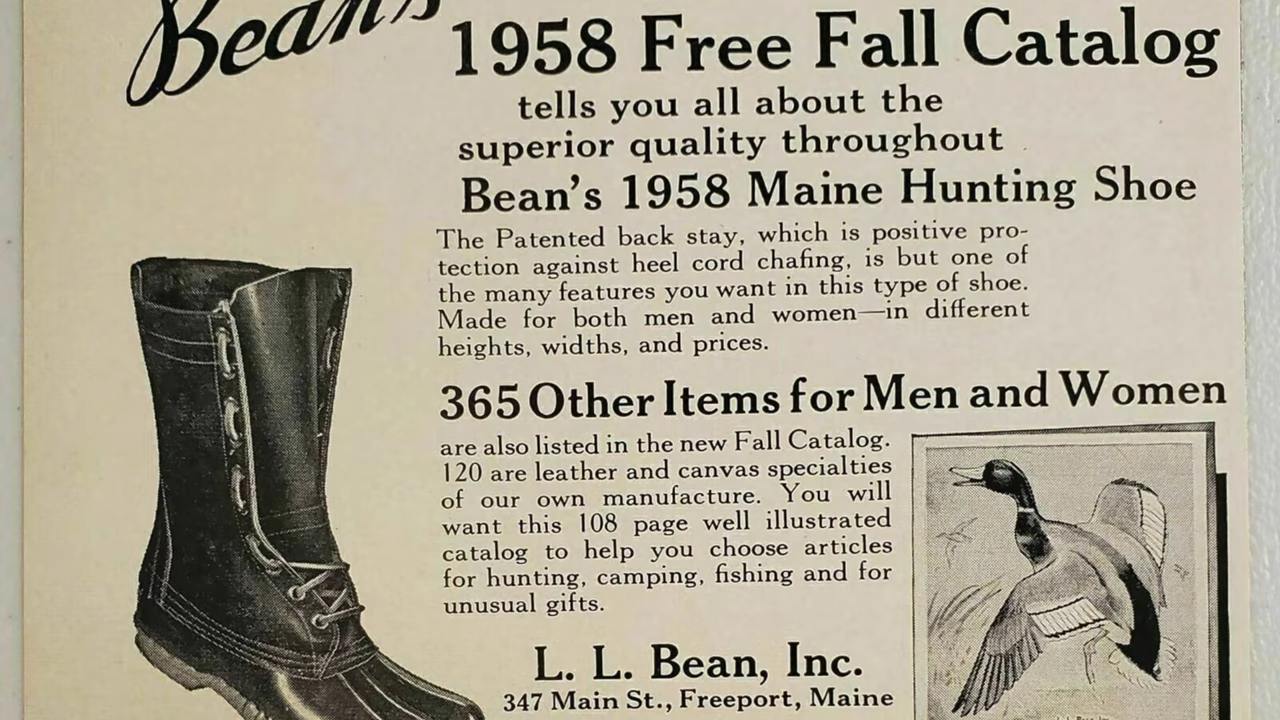 Bean's
1958 Free Fall Catalog
tells you all about the
superior quality throughout
Bean's 1958 Maine Hunting Shoe
The Patented back stay, which is positive pro-
tection against heel cord chafing, is but one of
the many features you want in this type of shoe.
Made for both men and women—in different
heights, widths, and prices.
365 Other Items for Men and Women
are also listed in the new Fall Catalog.
120 are leather and canvas specialties
of our own manufacture. You will
want this 108 page well illustrated
catalog to help you choose articles
for hunting, camping, fishing and for
unusual gifts.
L. L. Bean, Inc.
347 Main St., Freeport, Maine